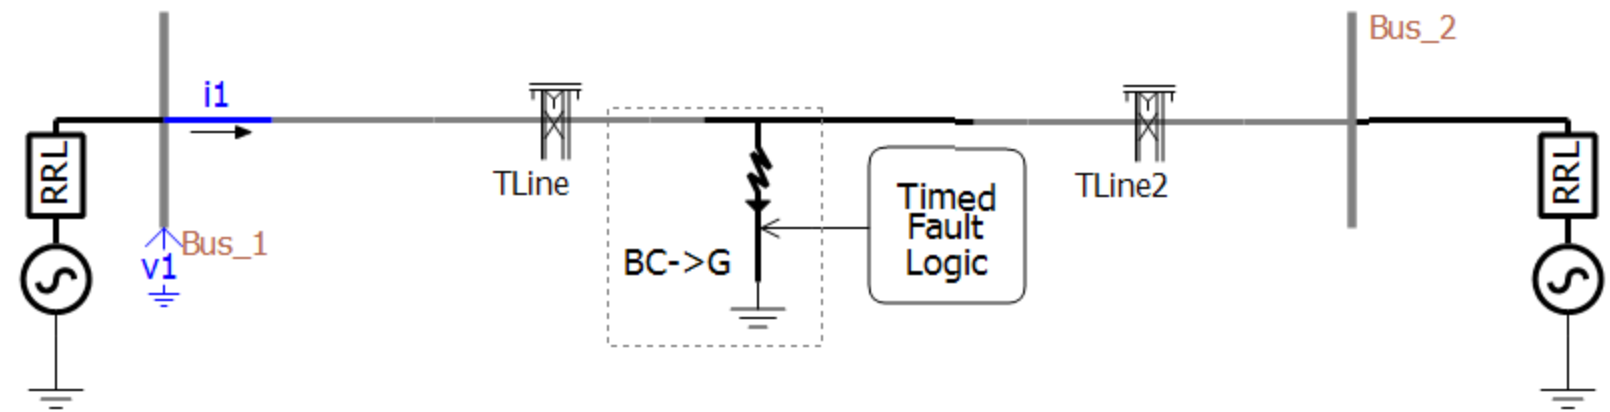 Bus_2
i1
RRL
RRL
TLine
TLine2
Timed
Fault
Logic
Bus_1
v1
BC->G